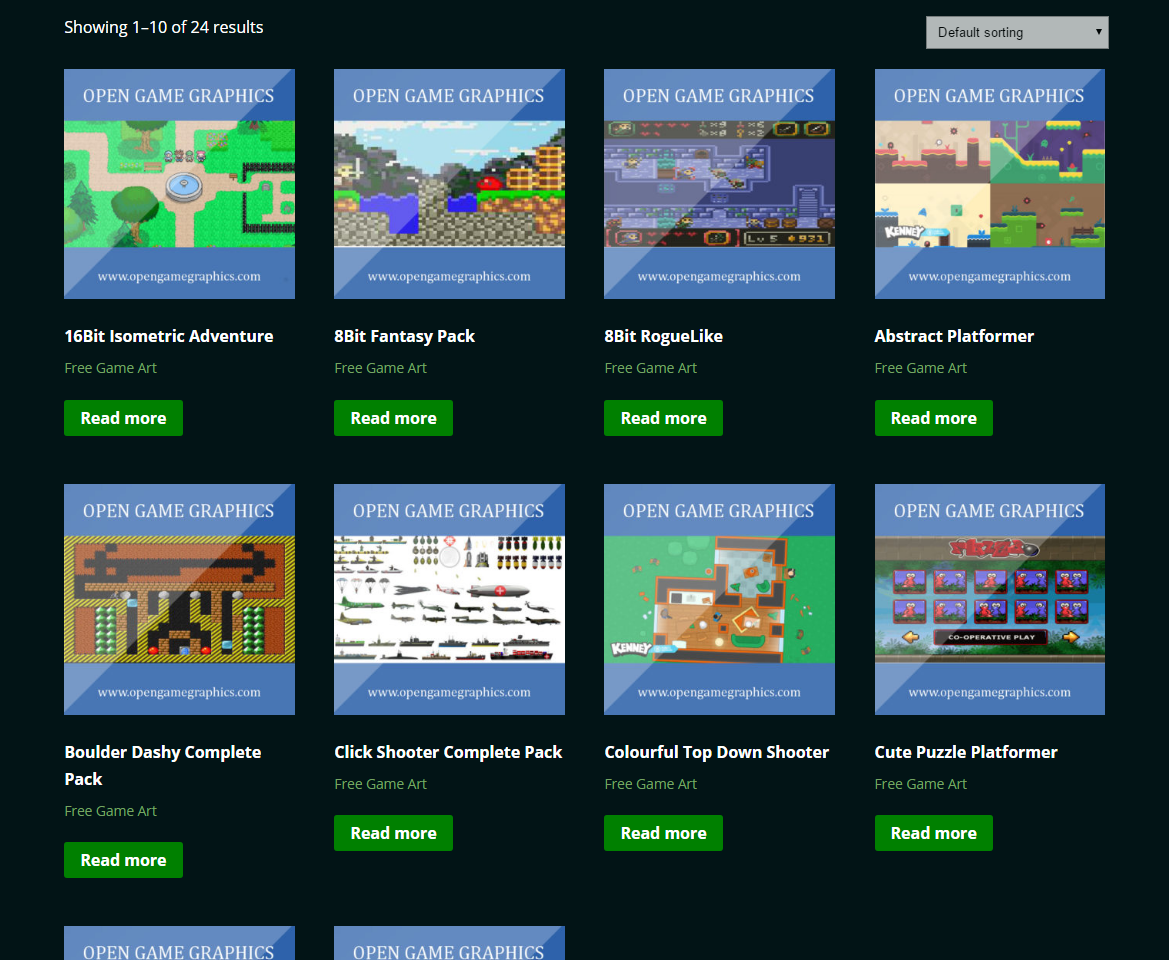 Showing 1–10 of 24 results
Default sorting
OPEN GAME GRAPHICS
www.opengamegraphics.com
OPEN GAME GRAPHICS
www.opengamegraphics.com
OPEN GAME GRAPHICS
Lv 5 931
www.opengamegraphics.com
OPEN GAME GRAPHICS
KENNEY
www.opengamegraphics.com
16Bit Isometric Adventure
Free Game Art
Read more
8Bit Fantasy Pack
Free Game Art
Read more
8Bit RogueLike
Free Game Art
Read more
Abstract Platformer
Free Game Art
Read more
OPEN GAME GRAPHICS
www.opengamegraphics.com
OPEN GAME GRAPHICS
www.opengamegraphics.com
OPEN GAME GRAPHICS
KENNEY
www.opengamegraphics.com
OPEN GAME GRAPHICS
CO-OPERATIVE PLAY
www.opengamegraphics.com
Boulder Dashy Complete
Pack
Free Game Art
Read more
Click Shooter Complete Pack
Free Game Art
Read more
Colourful Top Down Shooter
Free Game Art
Read more
Cute Puzzle Platformer
Free Game Art
Read more
OPEN GAME GRAPHICS
OPEN GAME GRAPHICS